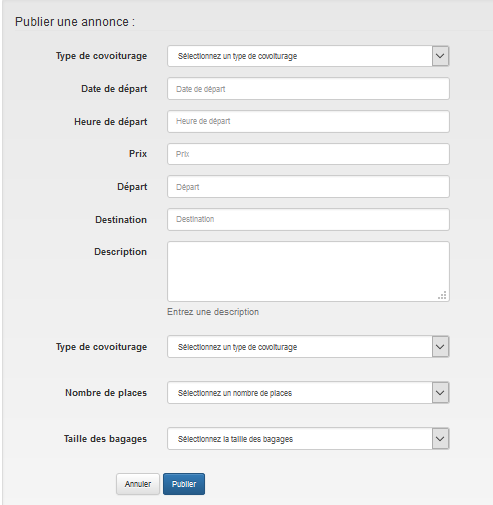 Publier une annonce :
Type de covoiturage Sélectionnez un type de covoiturage
Date de départ Date de départ
Heure de départ Heure de départ
Prix Prix
Départ Départ
Destination Destination
Description
Entrez une description
Type de covoiturage Sélectionnez un type de covoiturage
Nombre de places Sélectionnez un nombre de places
Taille des bagages Sélectionnez la taille des bagages
Annuler Publier